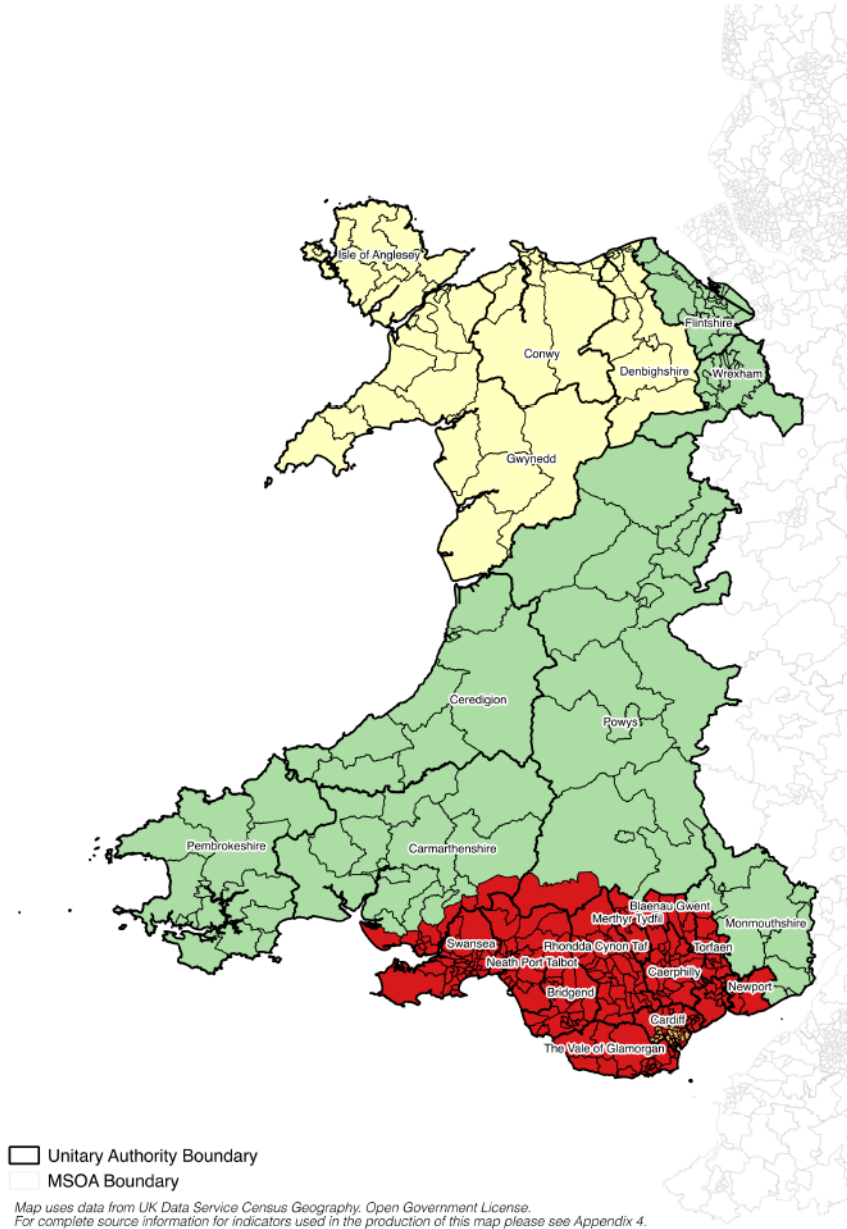 Isle of Anglesey
Flintshire
Conwy
Denbighshire
Wrexham
Gwynedd
Ceredigion
Powys
Pembrokeshire
Carmarthenshire
Blaenau Gwent
Merthyr Tydfil
Monmouthshire
Swansea
Rhondda Cynon Taf
Torfaen
Neath Port Talbot
Caerphilly
Bridgend
Newport
Cardiff
The Vale of Glamorgan
Unitary Authority Boundary
MSOA Boundary
Map uses data from UK Data Service Census Geography. Open Government License.
For complete source information for indicators used in the production of this map please see Appendix 4.